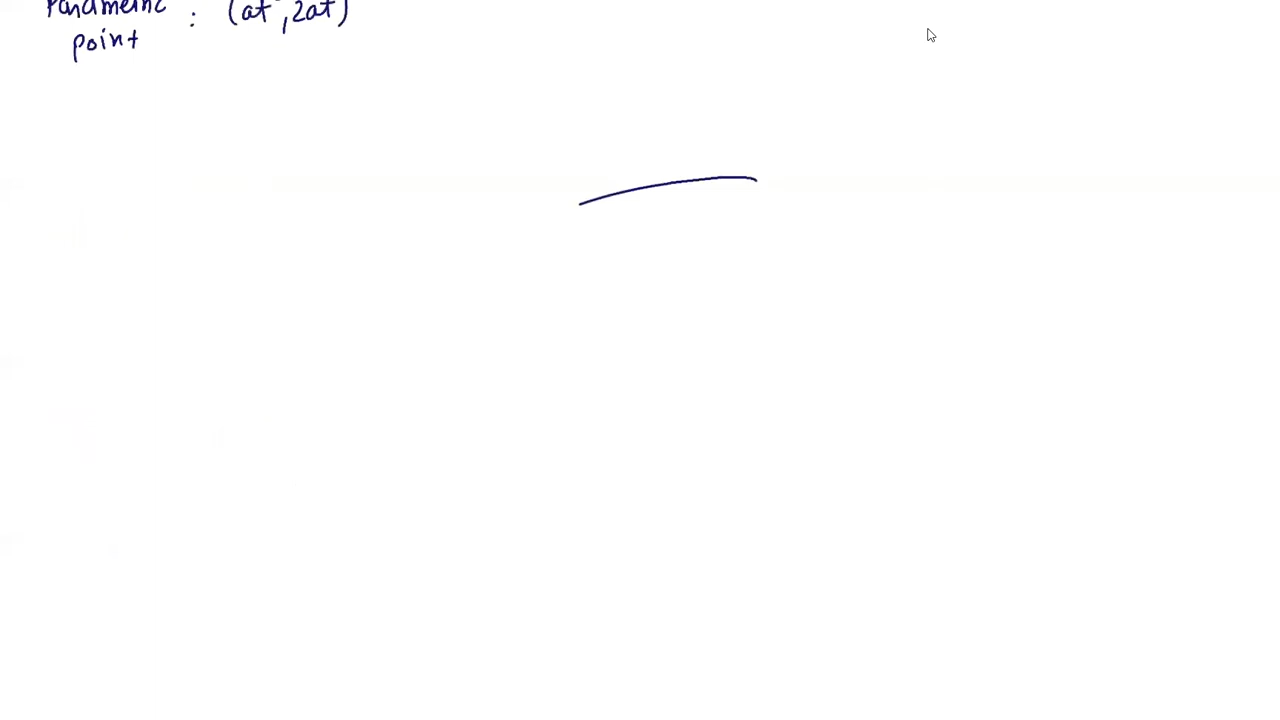 Parametric : (at², 2at)
point